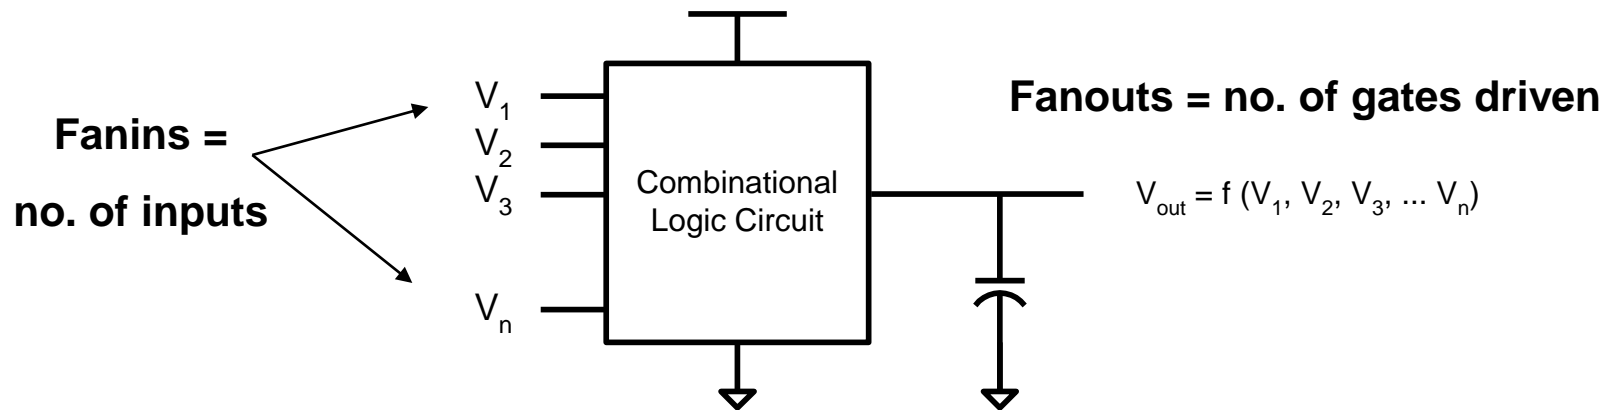 Fanins =
no. of inputs
V1
V2
V3
Vn
Combinational
Logic Circuit
Fanouts = no. of gates driven
Vout = f (V1, V2, V3, ... Vn)